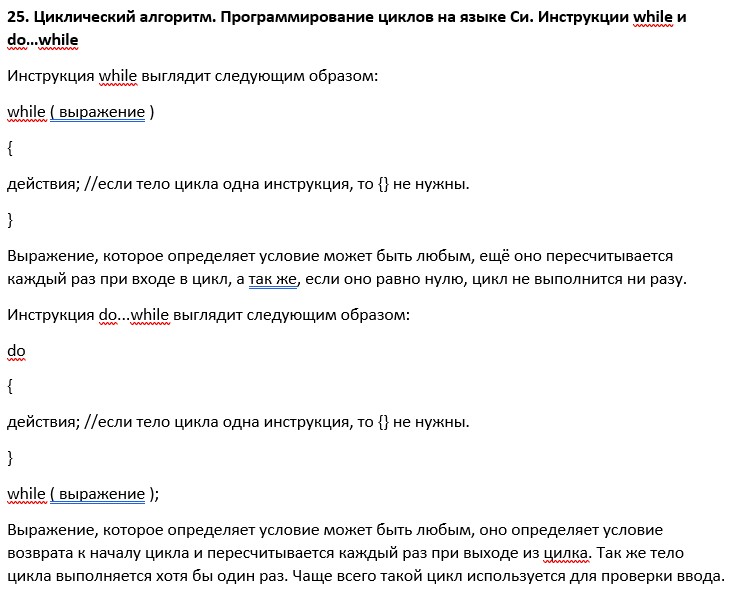 25. Циклический алгоритм. Программирование циклов на языке Си. Инструкции while и
do...while
Инструкция while выглядит следующим образом:
while ( выражение )
{
действия; //если тело цикла одна инструкция, то {} не нужны.
}
Выражение, которое определяет условие может быть любым, ещё оно пересчитывается
каждый раз при входе в цикл, а так же, если оно равно нулю, цикл не выполнится ни разу.
Инструкция do...while выглядит следующим образом:
do
{
действия; //если тело цикла одна инструкция, то {} не нужны.
}
while ( выражение );
Выражение, которое определяет условие может быть любым, оно определяет условие
возврата к началу цикла и пересчитывается каждый раз при выходе из цилка. Так же тело
цикла выполняется хотя бы один раз. Чаще всего такой цикл используется для проверки ввода.